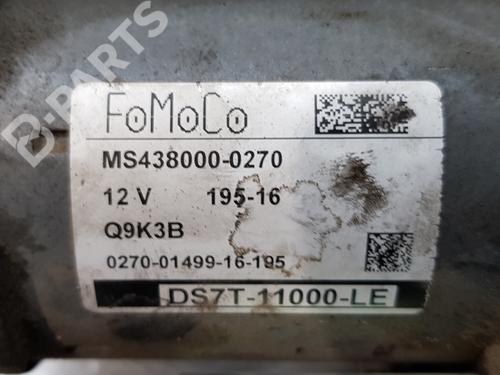 B-PARTS
FoMoCo
MS438000-0270
12 V 195-16
Q9K3B
0270-01499-16-195
DS7T-11000-LE